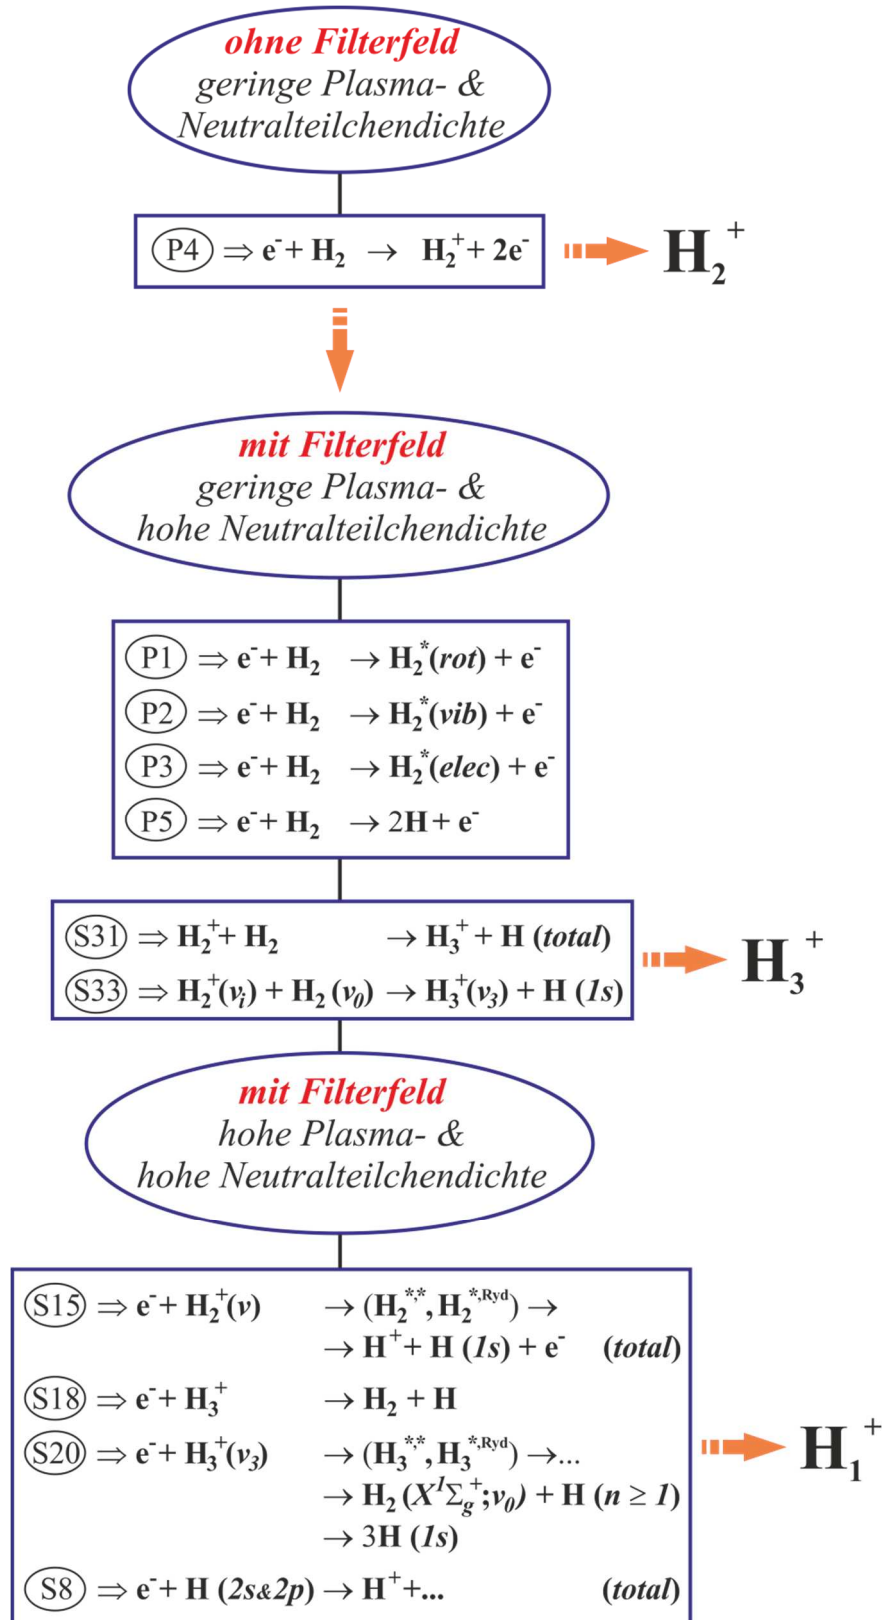 ohne Filterfeld
geringe Plasma- &
Neutralteilchendichte
P4 ⇒ e⁻ + H₂ → H₂⁺ + 2e⁻
H₂⁺
mit Filterfeld
geringe Plasma- &
hohe Neutralteilchendichte
P1 ⇒ e⁻ + H₂ → H₂*(rot) + e⁻
P2 ⇒ e⁻ + H₂ → H₂*(vib) + e⁻
P3 ⇒ e⁻ + H₂ → H₂*(elec) + e⁻
P5 ⇒ e⁻ + H₂ → 2H + e⁻
S31 ⇒ H₂⁺ + H₂ → H₃⁺ + H (total)
S33 ⇒ H₂⁺(vᵢ) + H₂ (v₀) → H₃⁺(v₃) + H (1s)
H₃⁺
mit Filterfeld
hohe Plasma- &
hohe Neutralteilchendichte
S15 ⇒ e⁻ + H₂⁺(v) → (H₂*,*, H₂*,Ryd) →
→ H⁺ + H (1s) + e⁻ (total)
S18 ⇒ e⁻ + H₃⁺ → H₂ + H
S20 ⇒ e⁻ + H₃⁺(v₃) → (H₃*,*, H₃*,Ryd) →...
→ H₂ (X¹Σg⁺;v₀) + H (n ≥ 1)
→ 3H (1s)
S8 ⇒ e⁻ + H (2s&2p) → H⁺ +... (total)
H₁⁺